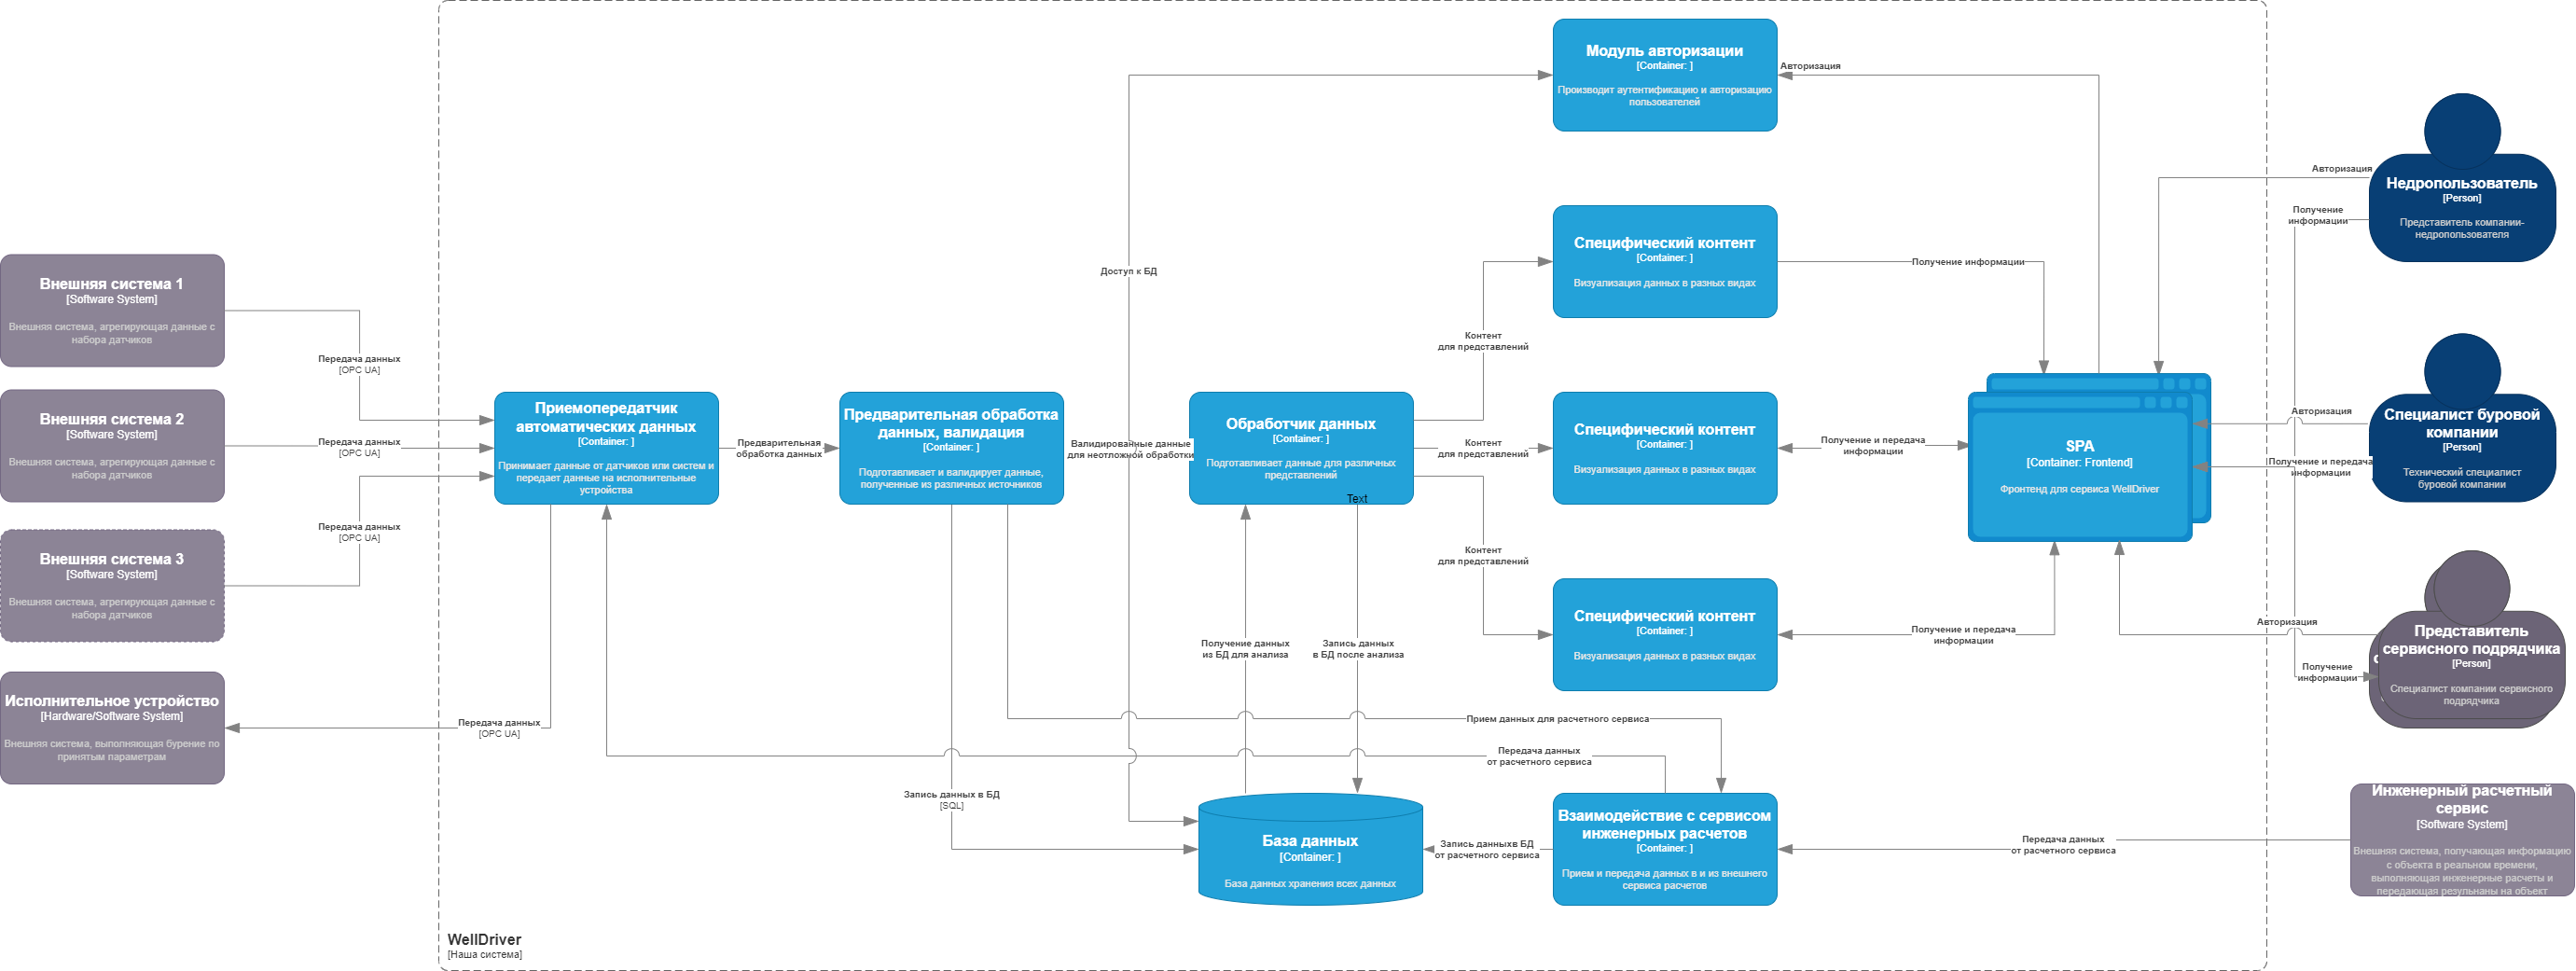 Модуль авторизации
[Container: ]
Производит аутентификацию и авторизацию
пользователей
Авторизация
Недропользователь
[Person]
Представитель компании-
недропользователя
Авторизация
Получение
информации
Специфический контент
[Container: ]
Визуализация данных в разных видах
Получение информации
Доступ к БД
Внешняя система 1
[Software System]
Внешняя система, агрегирующая данные с
набора датчиков
Передача данных
[OPC UA]
Контент
для представлений
Внешняя система 2
[Software System]
Внешняя система, агрегирующая данные с
набора датчиков
Передача данных
[OPC UA]
Приемопередатчик
автоматических данных
[Container: ]
Принимает данные от датчиков или систем и
передает данные на исполнительные
устройства
Предварительная
обработка данных
Предварительная обработка
данных, валидация
[Container: ]
Подготавливает и валидирует данные,
полученные из различных источников
Валидированные данные
для неотложной обработки
Обработчик данных
[Container: ]
Подготавливает данные для различных
представлений
Text
Контент
для представлений
Специфический контент
[Container: ]
Визуализация данных в разных видах
Получение и передача
информации
SPA
[Container: Frontend]
Фронтенд для сервиса WellDriver
Авторизация
Получение и передача
информации
Специалист буровой
компании
[Person]
Технический специалист
буровой компании
Внешняя система 3
[Software System]
Внешняя система, агрегирующая данные с
набора датчиков
Передача данных
[OPC UA]
Контент
для представлений
Специфический контент
[Container: ]
Визуализация данных в разных видах
Получение и передача
информации
Авторизация
Получение
информации
Представитель
сервисного подрядчика
[Person]
Специалист компании сервисного
подрядчика
Получение данных
из БД для анализа
Запись данных
в БД после анализа
Исполнительное устройство
[Hardware/Software System]
Внешняя система, выполняющая бурение по
принятым параметрам
Передача данных
[OPC UA]
Прием данных для расчетного сервиса
Передача данных
от расчетного сервиса
Запись данных в БД
[SQL]
База данных
[Container: ]
База данных хранения всех данных
Запись данныхв БД
от расчетного сервиса
Взаимодействие с сервисом
инженерных расчетов
[Container: ]
Прием и передача данных в и из внешнего
сервиса расчетов
Передача данных
от расчетного сервиса
Инженерный расчетный
сервис
[Software System]
Внешняя система, получающая информацию
с объекта в реальном времени,
выполняющая инженерные расчеты и
передающая результаны на объект
WellDriver
[Наша система]